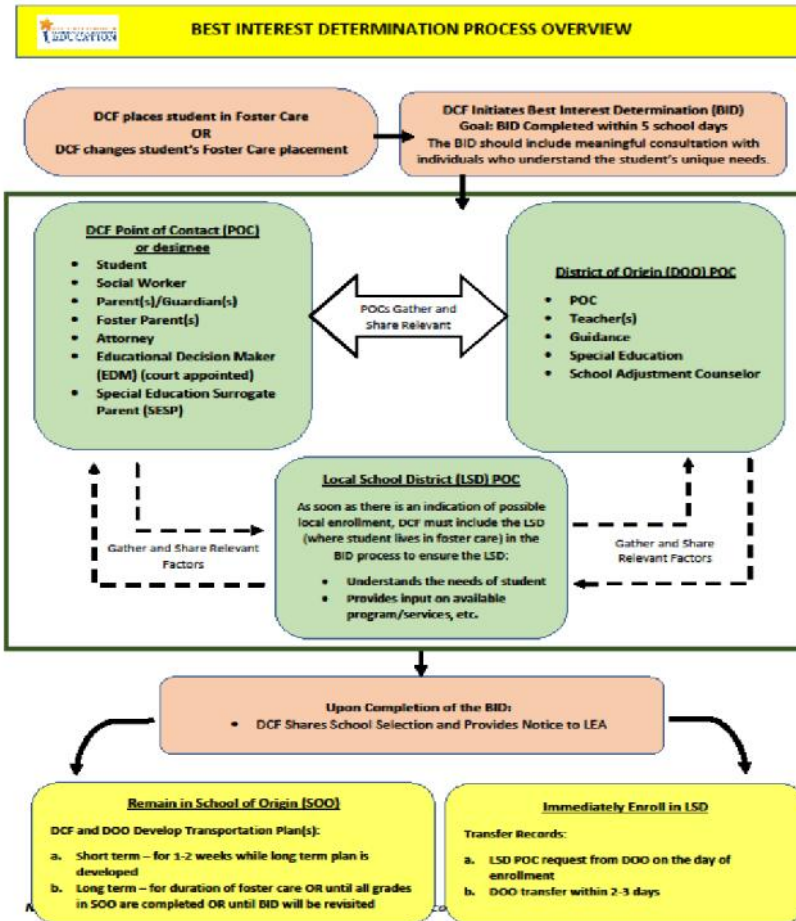 EDUCATION
BEST INTEREST DETERMINATION PROCESS OVERVIEW
DCF places student in Foster Care
OR
DCF changes student's Foster Care placement
DCF Initiates Best Interest Determination (BID)
Goal: BID Completed within 5 school days
The BID should include meaningful consultation with
individuals who understand the student's unique needs.
DCF Point of Contact (POC)
or designee
• Student
• Social Worker
• Parent(s)/Guardian(s)
• Foster Parent(s)
• Attorney
• Educational Decision Maker
(EDM) (court appointed)
• Special Education Surrogate
Parent (SESP)
POCs Gather and
Share Relevant
District of Origin (DOO) POC
• POC
• Teacher(s)
• Guidance
• Special Education
• School Adjustment Counselor
Local School District (LSD) POC
As soon as there is an indication of possible
local enrollment, DCF must include the LSD
(where student lives in foster care) in the
BID process to ensure the LSD:
• Understands the needs of student
• Provides input on available
program/services, etc.
Gather and Share Relevant
Factors
Gather and Share
Relevant Factors
Upon Completion of the BID:
• DCF Shares School Selection and Provides Notice to LEA
Remain in School of Origin (SOO)
DCF and DOO Develop Transportation Plan(s):
a. Short term – for 1-2 weeks while long term plan is
developed
b. Long term – for duration of foster care OR until all grades
in SOO are completed OR until BID will be revisited
Immediately Enroll in LSD
Transfer Records:
a. LSD POC request from DOO on the day of
enrollment
b. DOO transfer within 2-3 days